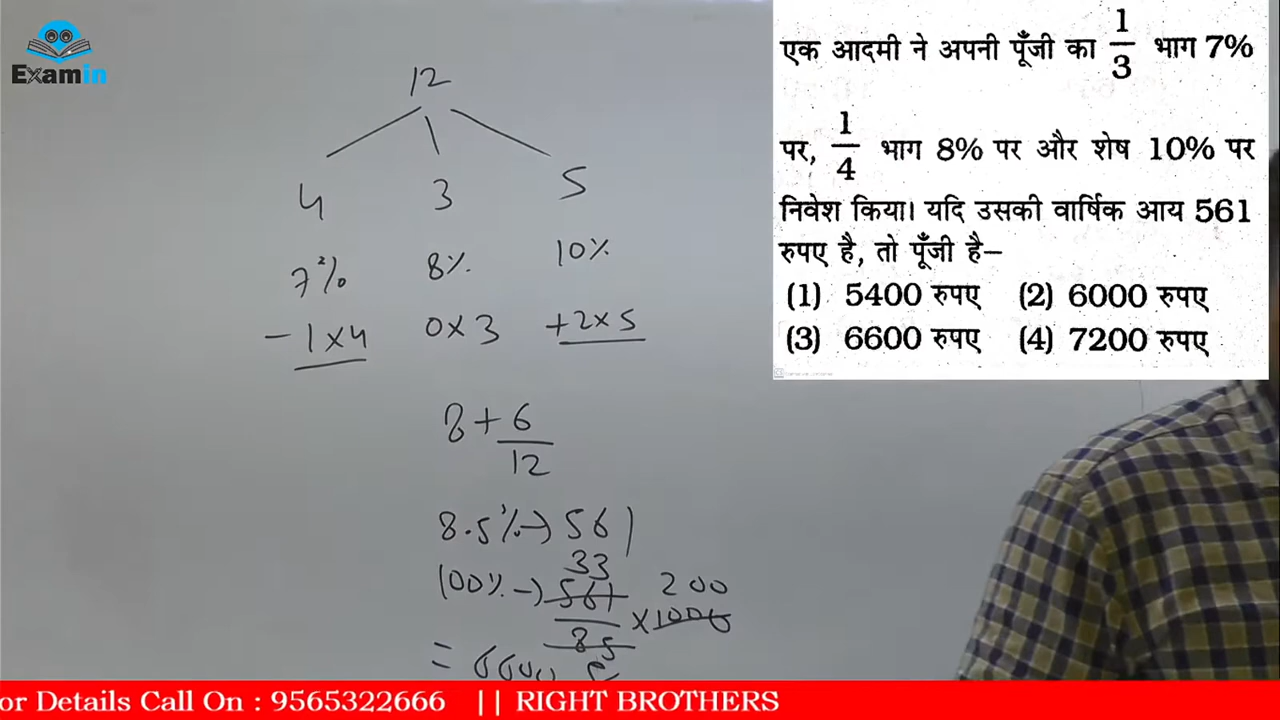 Examin
एक आदमी ने अपनी पूँजी का 1/3 भाग 7%
पर, 1/4 भाग 8% पर और शेष 10% पर
निवेश किया। यदि उसकी वार्षिक आय 561
रुपए है, तो पूँजी है–
(1) 5400 रुपए (2) 6000 रुपए
(3) 6600 रुपए (4) 7200 रुपए
12
4 3 5
7% 8% 10%
-1×4 0×3 +2×5
8+6/12
8.5%→561
33
100%→561/85 ×1000
200
= 6600
or Details Call On : 9565322666 || RIGHT BROTHERS